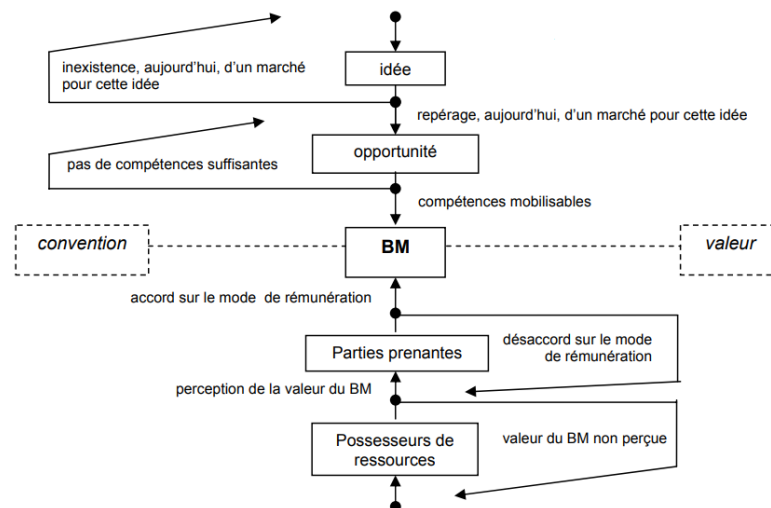 inexistence, aujourd'hui, d'un marché
pour cette idée
idée
repérage, aujourd'hui, d'un marché pour cette idée
opportunité
pas de compétences suffisantes
compétences mobilisables
convention
BM
valeur
accord sur le mode de rémunération
Parties prenantes
désaccord sur le mode
de rémunération
perception de la valeur du BM
Possesseurs de
ressources
valeur du BM non perçue